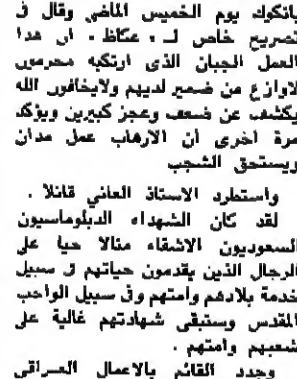 بانكوك يوم الخميس الماضي وقال في
تصريح خاص لـ « عكاظ » ان هذا
العمل الجبان الذى ارتكبه مجرمون
لاوازع من ضمير لديهم ولايخافون الله
يكشف عن ضعف وعجز كبيرين ويؤكد
مرة اخرى أن الارهاب عمل مدان
ويستحق الشجب
واستطرد الاستاذ العاني قائلا .
لقد كان الشهداء الدبلوماسيون
السعوديون الاشقاء مثالا حيا على
الرجال الذين يقدمون حياتهم في سبيل
خدمة بلادهم وامتهم وفي سبيل الواجب
المقدس وستبقى شهادتهم غالية على
شعبهم وامتهم .
وجدد القائم بالاعمال العراقي